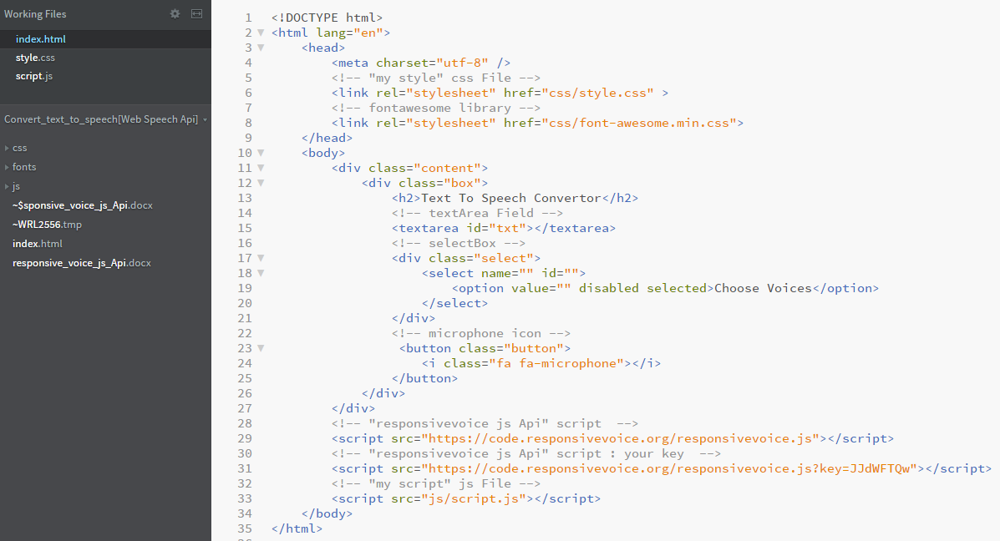 Working Files
index.html
style.css
script.js
Convert_text_to_speech[Web Speech Api]
css
fonts
js
~$sponsive_voice_js_Api.docx
~WRL2556.tmp
index.html
responsive_voice_js_Api.docx
1 <!DOCTYPE html>
2 <html lang="en">
3 <head>
4 <meta charset="utf-8" />
5 <!-- "my style" css File -->
6 <link rel="stylesheet" href="css/style.css" >
7 <!-- fontawesome library -->
8 <link rel="stylesheet" href="css/font-awesome.min.css">
9 </head>
10 <body>
11 <div class="content">
12 <div class="box">
13 <h2>Text To Speech Convertor</h2>
14 <!-- textArea Field -->
15 <textarea id="txt"></textarea>
16 <!-- selectBox -->
17 <div class="select">
18 <select name="" id="">
19 <option value="" disabled selected>Choose Voices</option>
20 </select>
21 </div>
22 <!-- microphone icon -->
23 <button class="button">
24 <i class="fa fa-microphone"></i>
25 </button>
26 </div>
27 </div>
28 <!-- "responsivevoice js Api" script  -->
29 <script src="https://code.responsivevoice.org/responsivevoice.js"></script>
30 <!-- "responsivevoice js Api" script : your key  -->
31 <script src="https://code.responsivevoice.org/responsivevoice.js?key=JJdWFTQw"></script>
32 <!-- "my script" js File -->
33 <script src="js/script.js"></script>
34 </body>
35 </html>